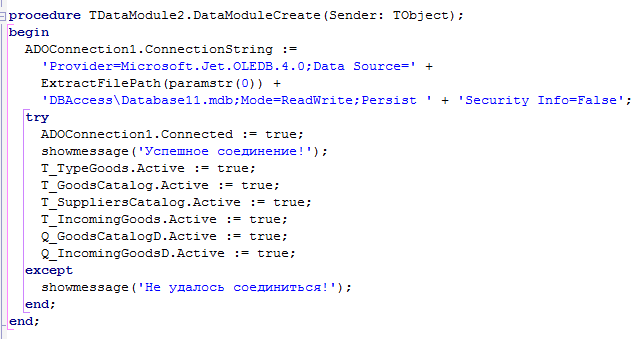 procedure TDataModule2.DataModuleCreate(Sender: TObject);
begin
  ADOConnection1.ConnectionString :=
    'Provider=Microsoft.Jet.OLEDB.4.0;Data Source=' +
    ExtractFilePath(paramstr(0)) +
    'DBAccess\Database11.mdb;Mode=ReadWrite;Persist ' + 'Security Info=False';
  try
    ADOConnection1.Connected := true;
    showmessage('Успешное соединение!');
    T_TypeGoods.Active := true;
    T_GoodsCatalog.Active := true;
    T_SuppliersCatalog.Active := true;
    T_IncomingGoods.Active := true;
    Q_GoodsCatalogD.Active := true;
    Q_IncomingGoodsD.Active := true;
  except
    showmessage('Не удалось соединиться!');
  end;
end;